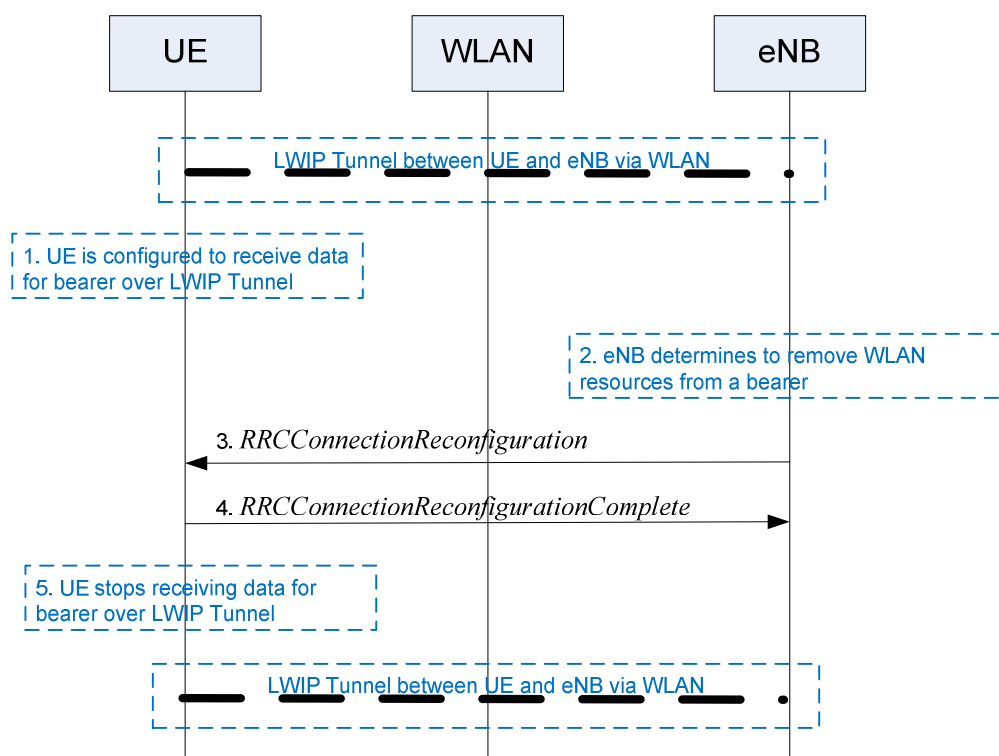 UE
WLAN
eNB
LWIP Tunnel between UE and eNB via WLAN
1. UE is configured to receive data
for bearer over LWIP Tunnel
2. eNB determines to remove WLAN
resources from a bearer
3. RRCConnectionReconfiguration
4. RRCConnectionReconfigurationComplete
5. UE stops receiving data for
bearer over LWIP Tunnel
LWIP Tunnel between UE and eNB via WLAN